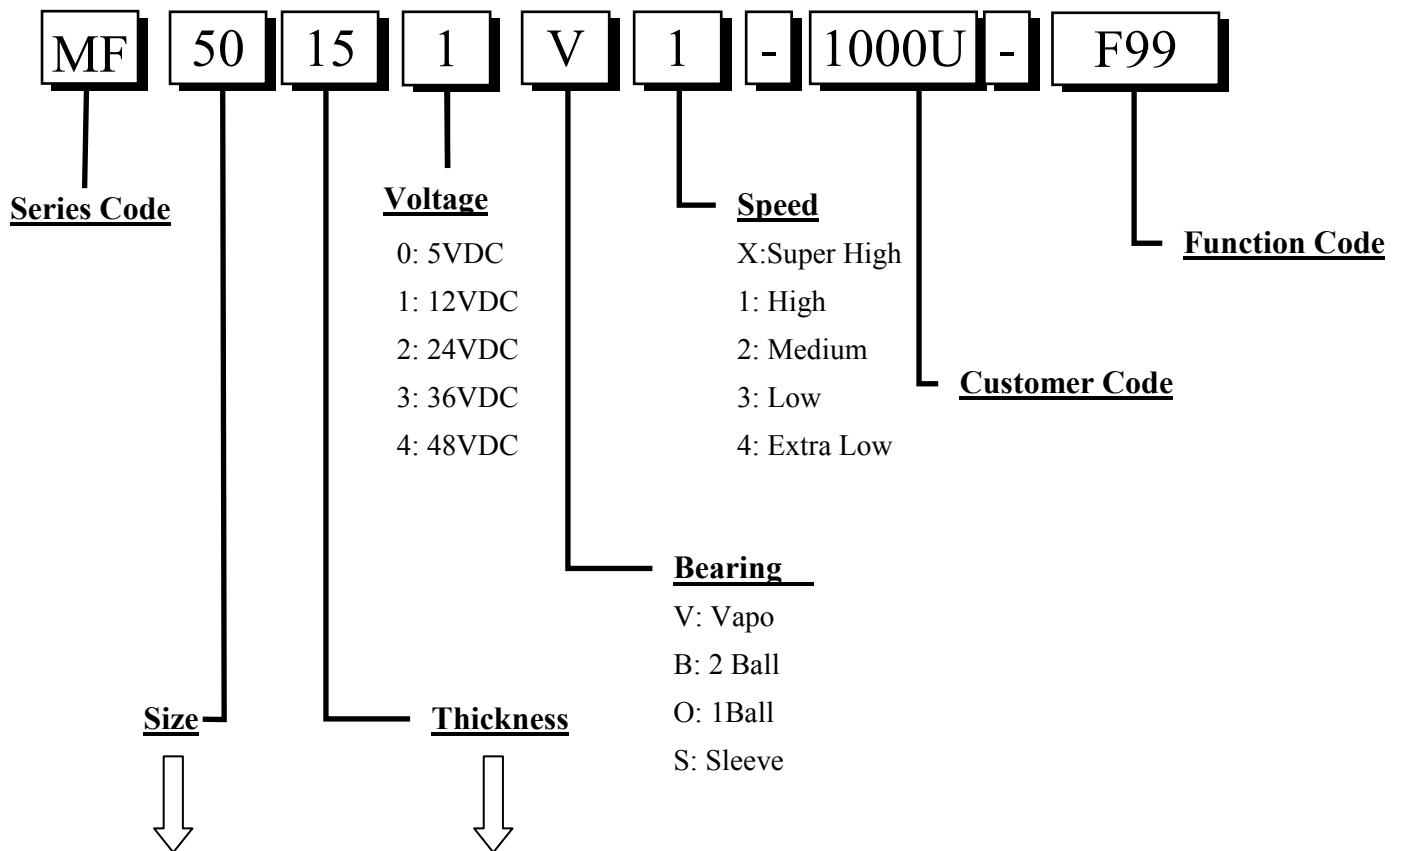 MF 50 15 1 V 1 - 1000U - F99
Series Code
Voltage
0: 5VDC
1: 12VDC
2: 24VDC
3: 36VDC
4: 48VDC
Speed
X:Super High
1: High
2: Medium
3: Low
4: Extra Low
Function Code
Customer Code
Bearing
V: Vapo
B: 2 Ball
O: 1Ball
S: Sleeve
Size
Thickness